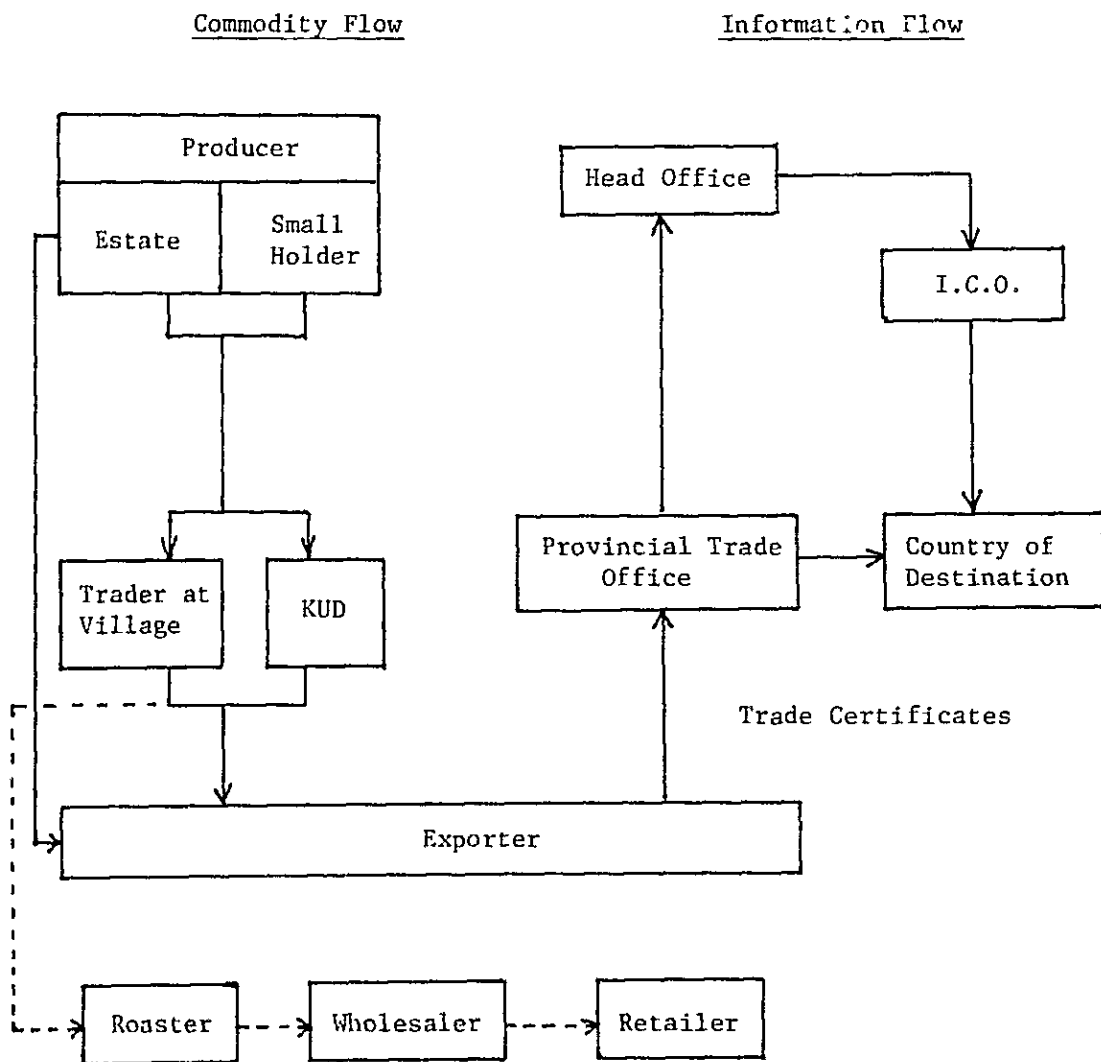 Commodity Flow
Information Flow
Producer
Estate
Small
Holder
Head Office
I.C.O.
Trader at
Village
KUD
Provincial Trade
Office
Country of
Destination
Trade Certificates
Exporter
Roaster
Wholesaler
Retailer